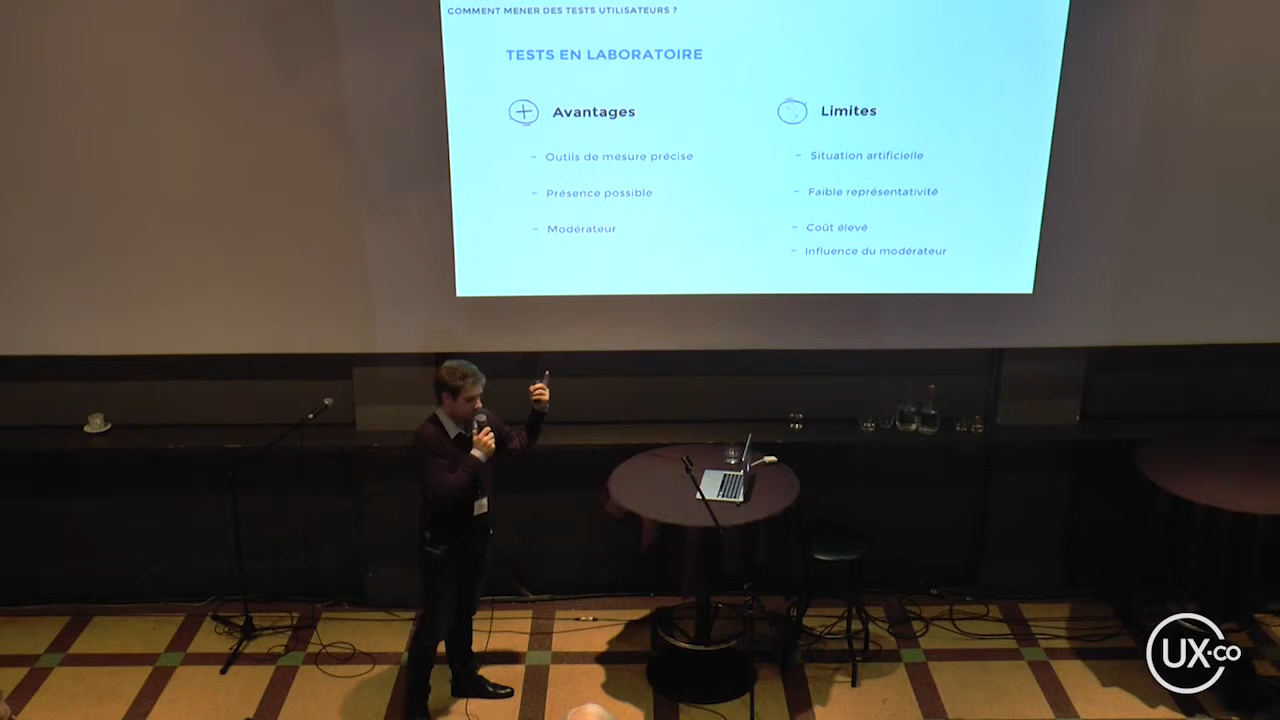 COMMENT MENER DES TESTS UTILISATEURS ?
TESTS EN LABORATOIRE
Avantages
– Outils de mesure précise
– Présence possible
– Modérateur
Limites
– Situation artificielle
– Faible représentativité
– Coût élevé
– Influence du modérateur
UX-CO